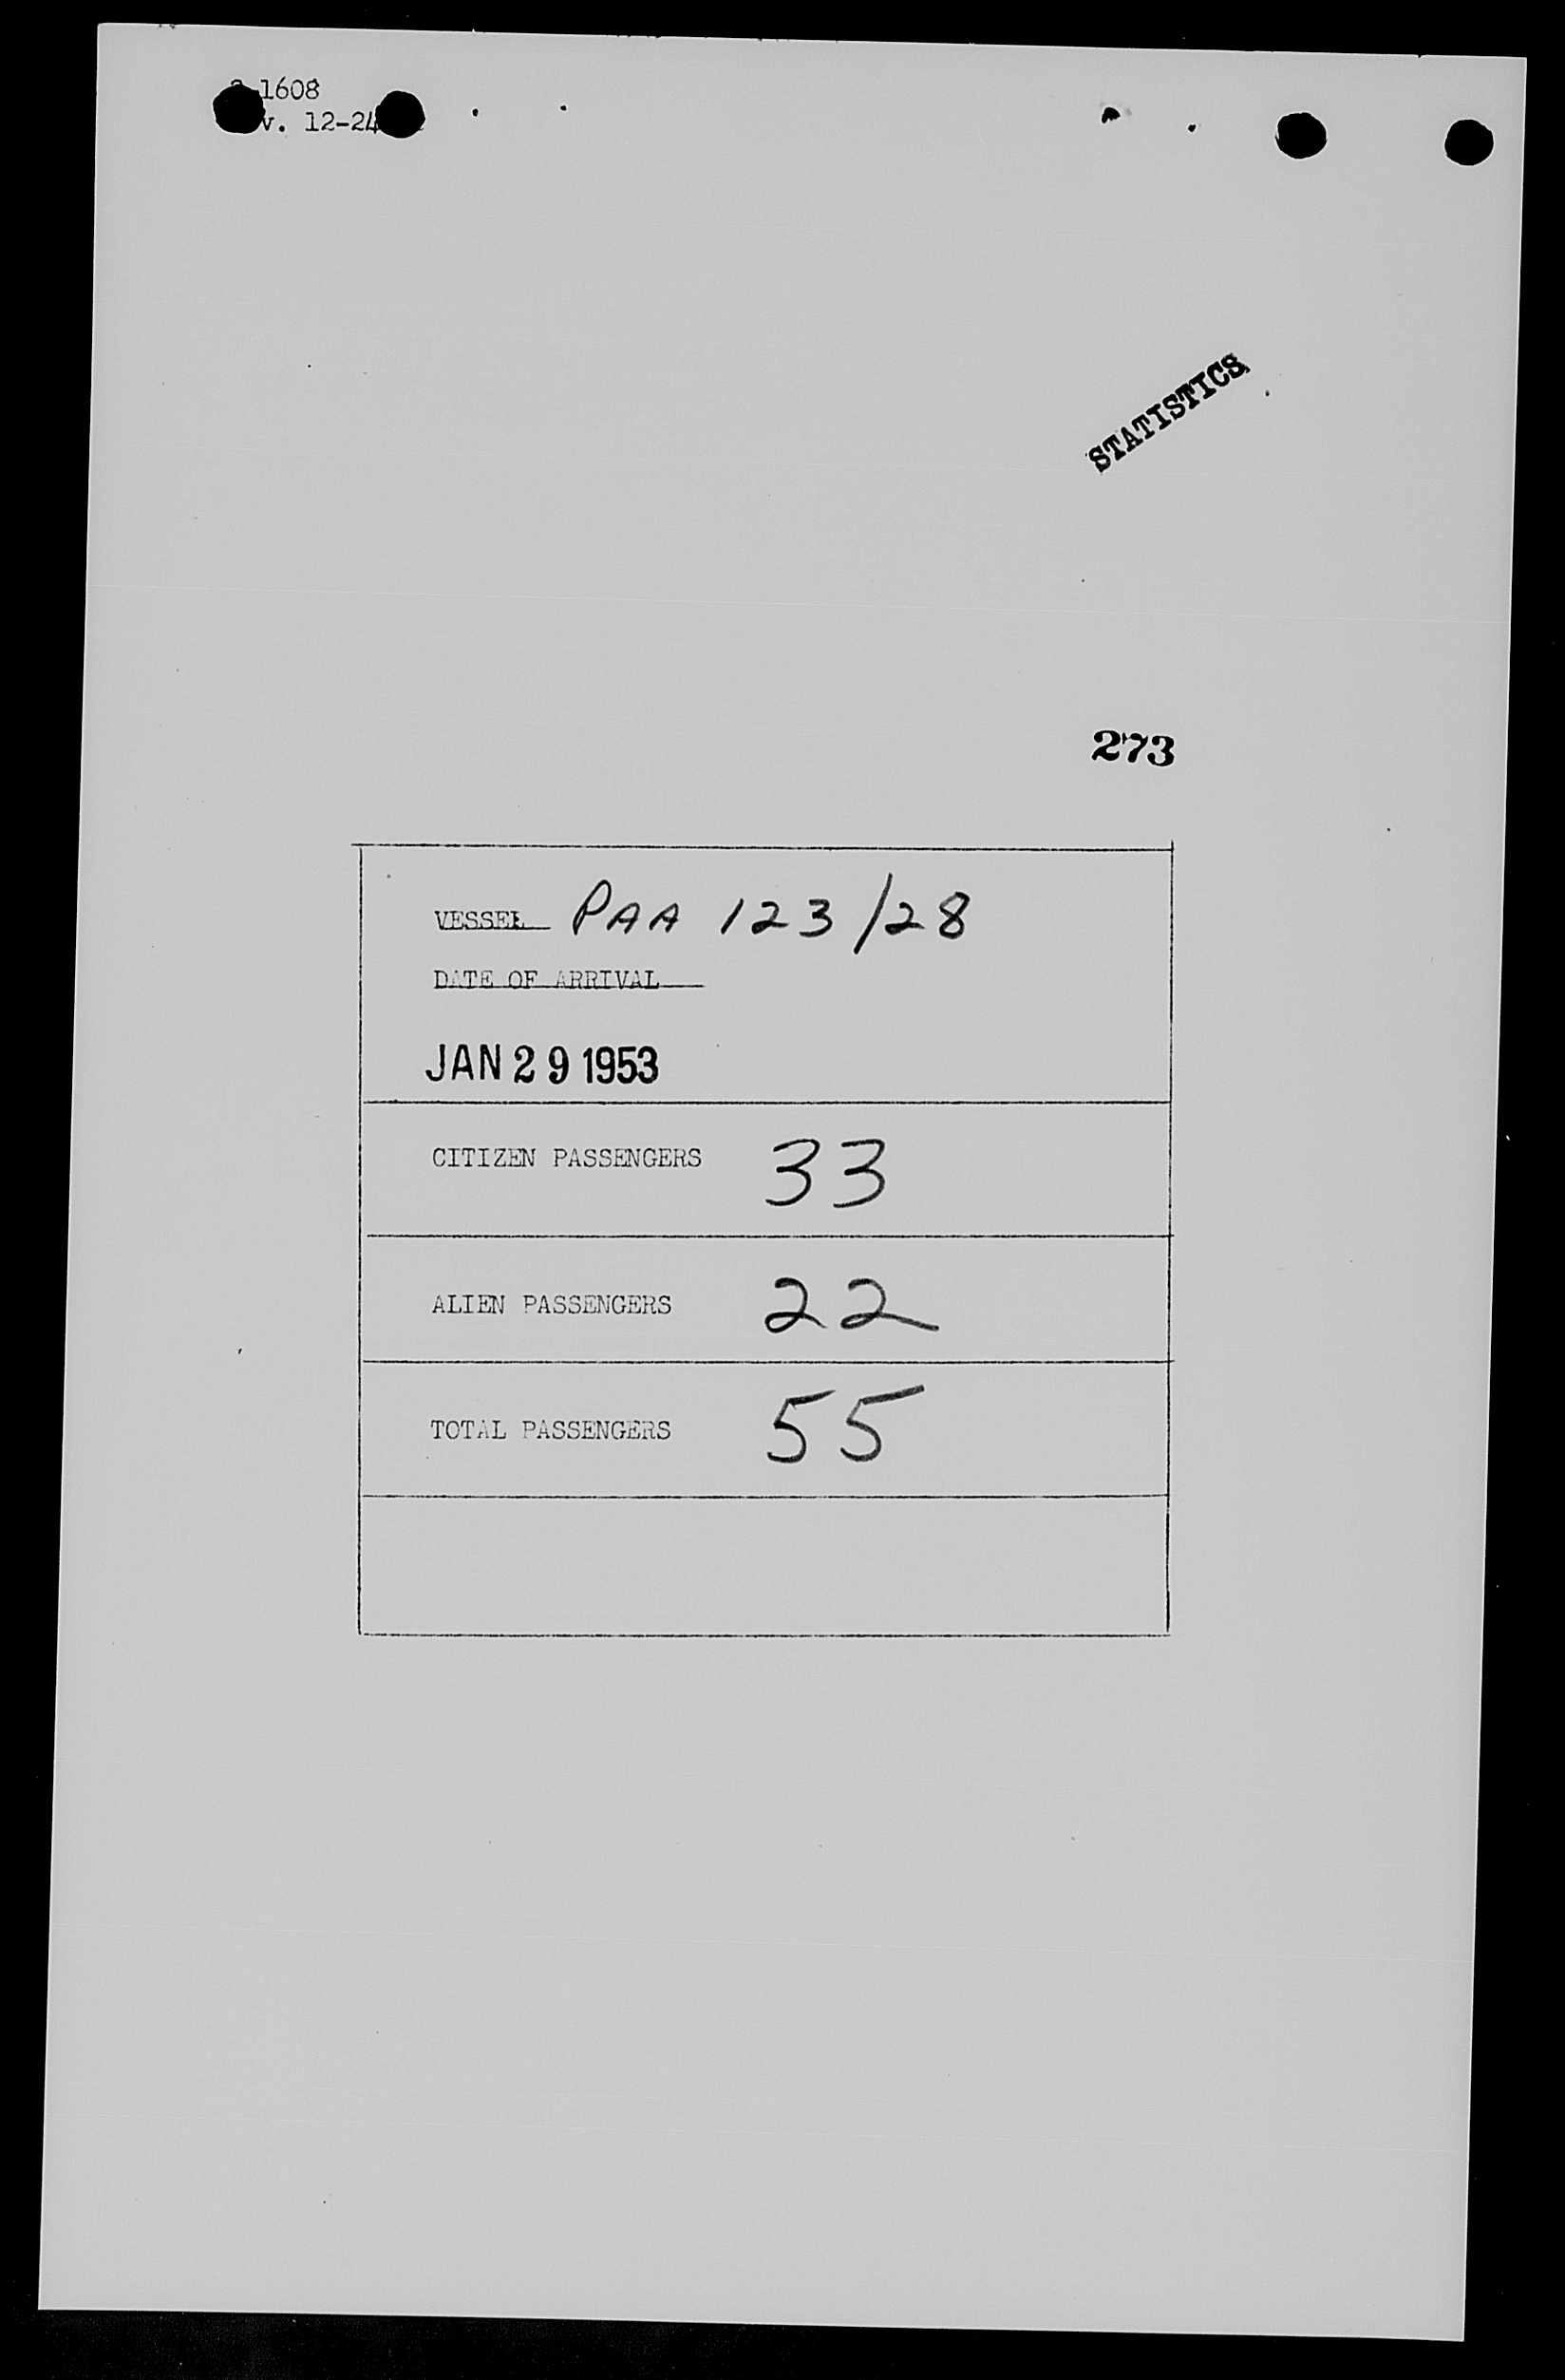 1608
v. 12-24
STATISTICS
273
VESSEL PAA 123/28
DATE OF ARRIVAL
JAN 29 1953
CITIZEN PASSENGERS 33
ALIEN PASSENGERS 22
TOTAL PASSENGERS 55